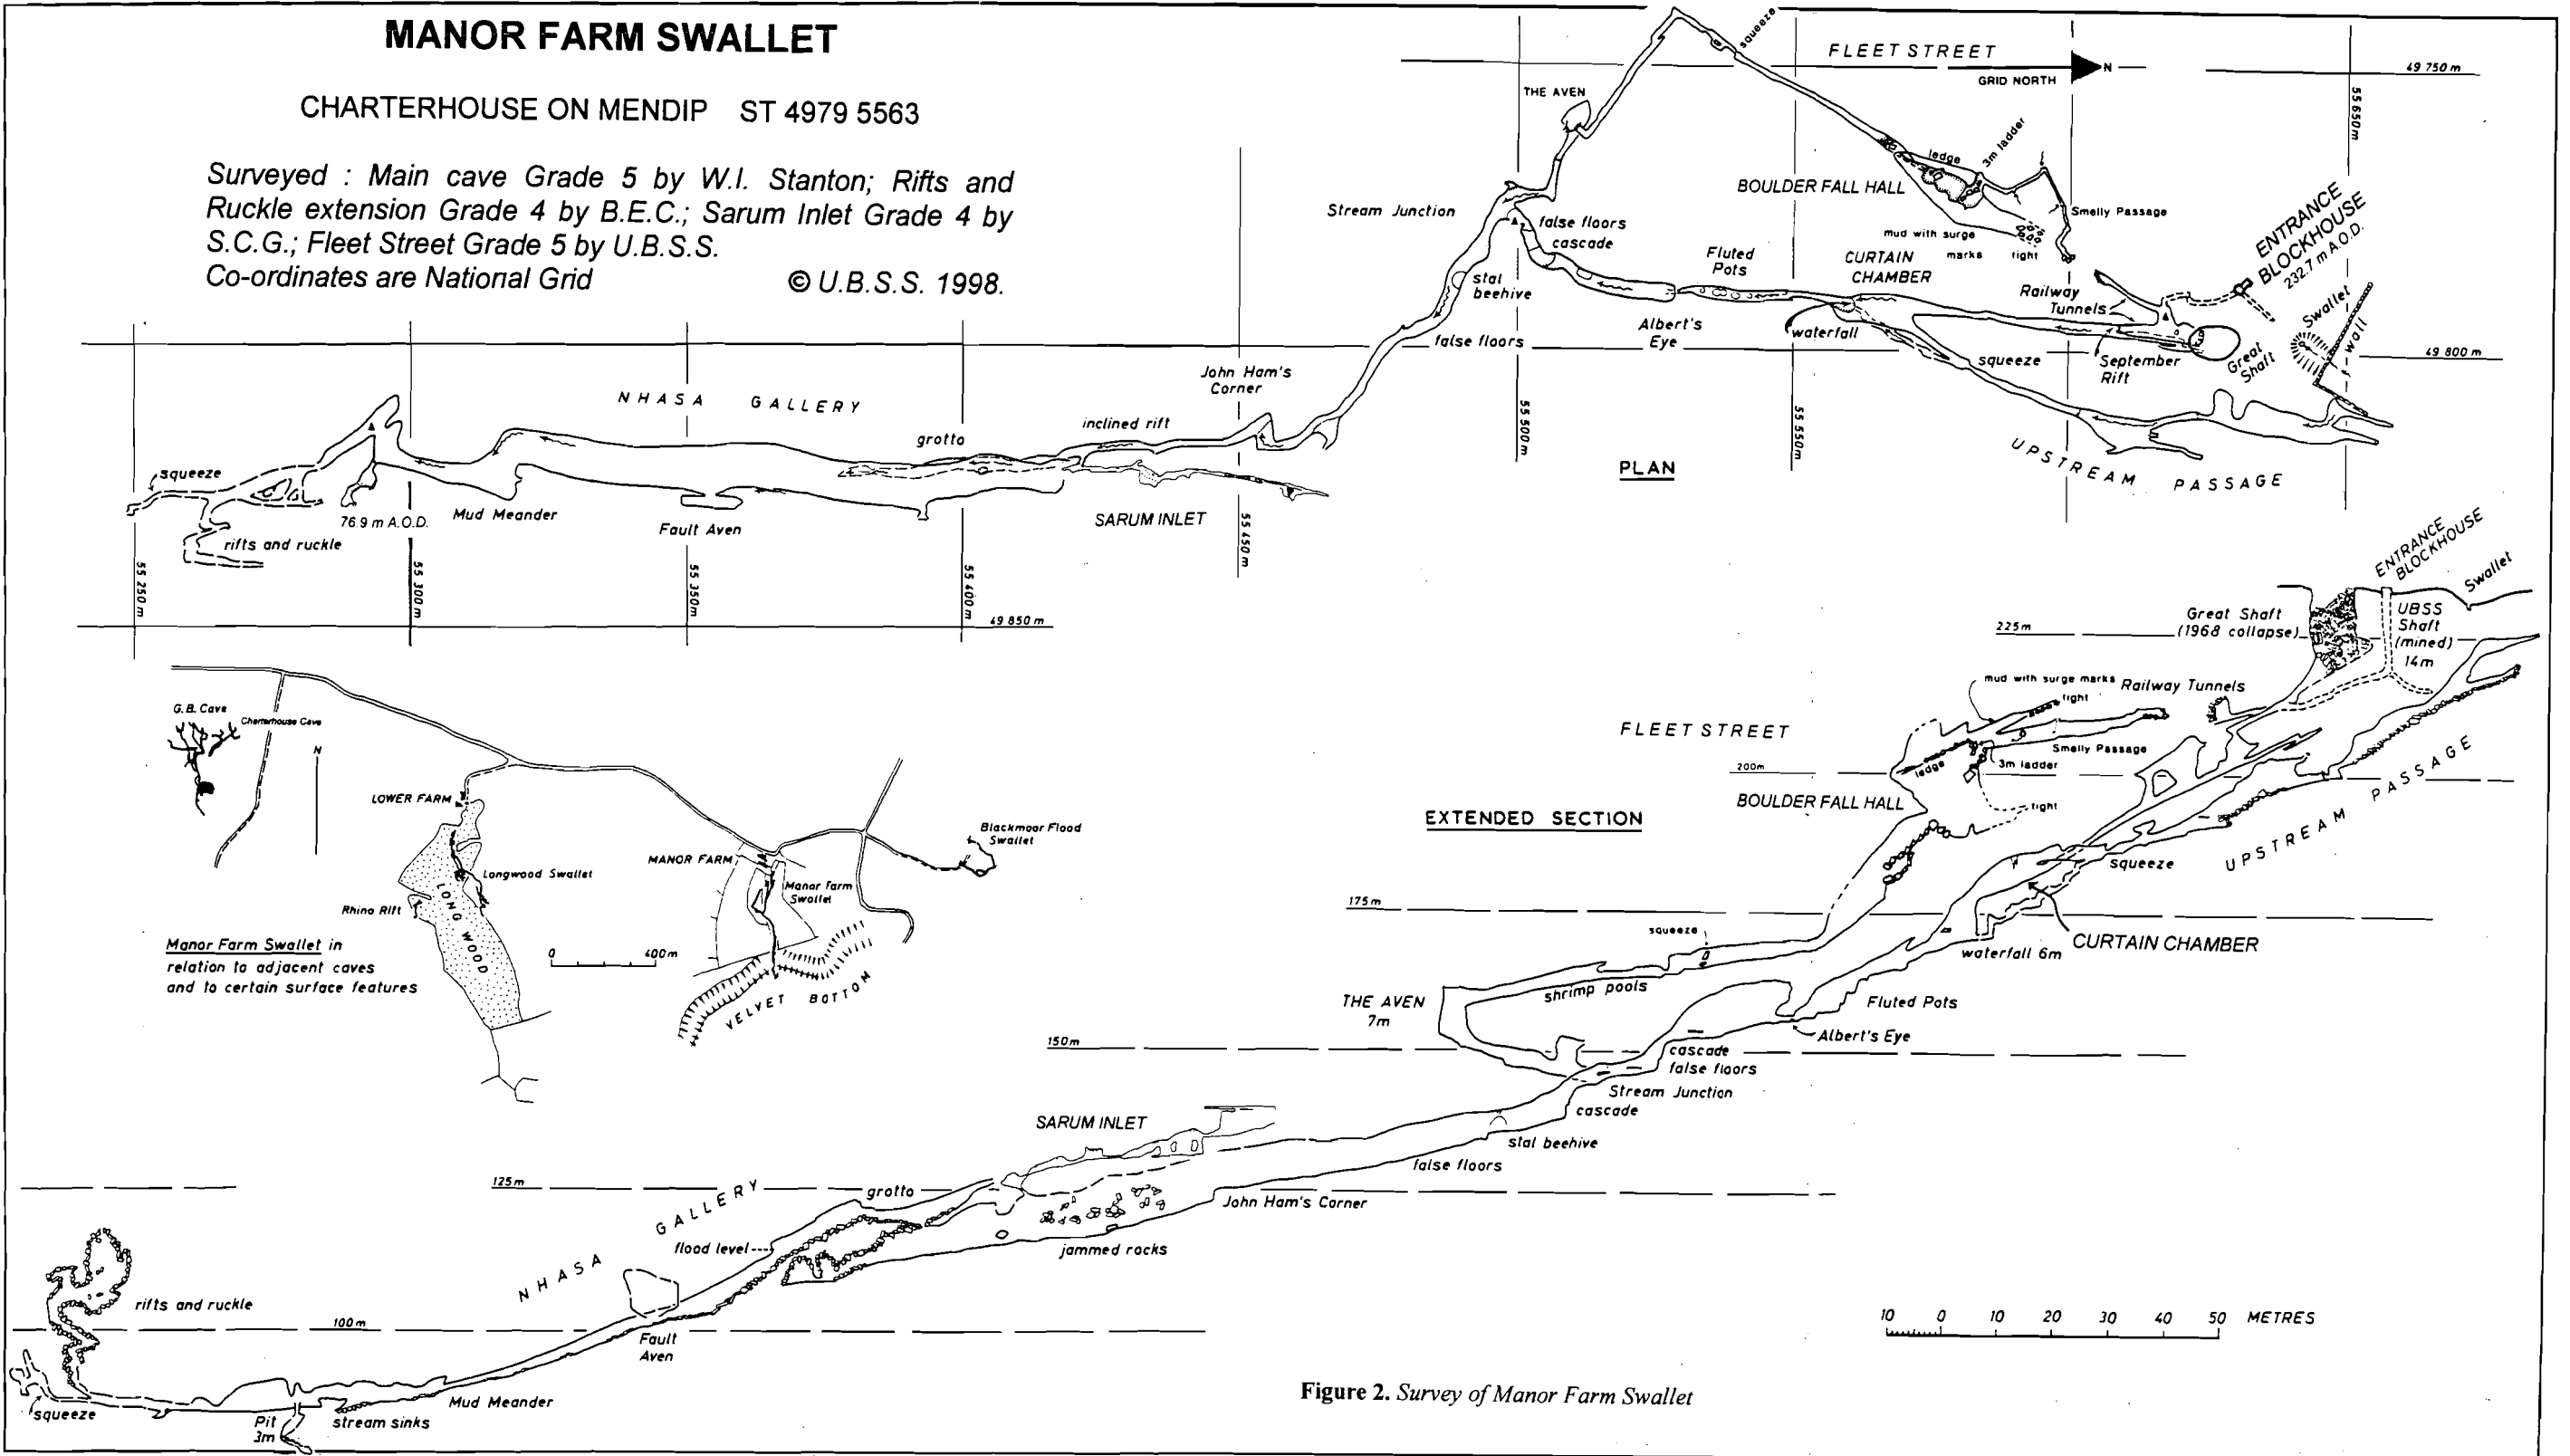 MANOR FARM SWALLET
CHARTERHOUSE ON MENDIP ST 4979 5563
Surveyed : Main cave Grade 5 by W.I. Stanton; Rifts and
Ruckle extension Grade 4 by B.E.C.; Sarum Inlet Grade 4 by
S.C.G.; Fleet Street Grade 5 by U.B.S.S.
Co-ordinates are National Grid © U.B.S.S. 1998.
squeeze
FLEET STREET
GRID NORTH
N
49 750 m
55 650m
THE AVEN
ledge
3m ladder
BOULDER FALL HALL
Smelly Passage
mud with surge
marks
tight
ENTRANCE
BLOCKHOUSE
232.7 m A.O.D.
Stream Junction
false floors
cascade
Fluted
Pots
CURTAIN
CHAMBER
Railway
Tunnels
Swallet
wall
stal
beehive
false floors
Albert's
Eye
waterfall
squeeze
September
Rift
Great
Shaft
49 800 m
John Ham's
Corner
NHASA GALLERY
inclined rift
grotto
55 500m
55 550m
PLAN
UPSTREAM PASSAGE
squeeze
76.9 m A.O.D.
Mud Meander
Fault Aven
SARUM INLET
rifts and ruckle
55 250m
55 300m
55 350m
55 400m
55 450m
49 850 m
ENTRANCE
BLOCKHOUSE
Swallet
Great Shaft
(1968 collapse)
UBSS
Shaft
(mined)
14m
225m
G.B. Cave
Charterhouse Cave
N
LOWER FARM
Longwood Swallet
LONG WOOD
Rhino Rift
MANOR FARM
Manor Farm
Swallet
Blackmoor Flood
Swallet
0 400m
VELVET BOTTOM
Manor Farm Swallet in
relation to adjacent caves
and to certain surface features
mud with surge marks
tight
Railway Tunnels
FLEET STREET
Smelly Passage
ledge
3m ladder
200m
BOULDER FALL HALL
tight
EXTENDED SECTION
UPSTREAM PASSAGE
squeeze
175m
squeeze
CURTAIN CHAMBER
waterfall 6m
shrimp pools
THE AVEN
7m
Fluted Pots
Albert's Eye
150m
cascade
false floors
Stream Junction
cascade
SARUM INLET
stal beehive
false floors
125m
grotto
John Ham's Corner
NHASA GALLERY
flood level
jammed rocks
rifts and ruckle
100m
Fault
Aven
10 0 10 20 30 40 50 METRES
squeeze
Pit
3m
stream sinks
Mud Meander
Figure 2. Survey of Manor Farm Swallet